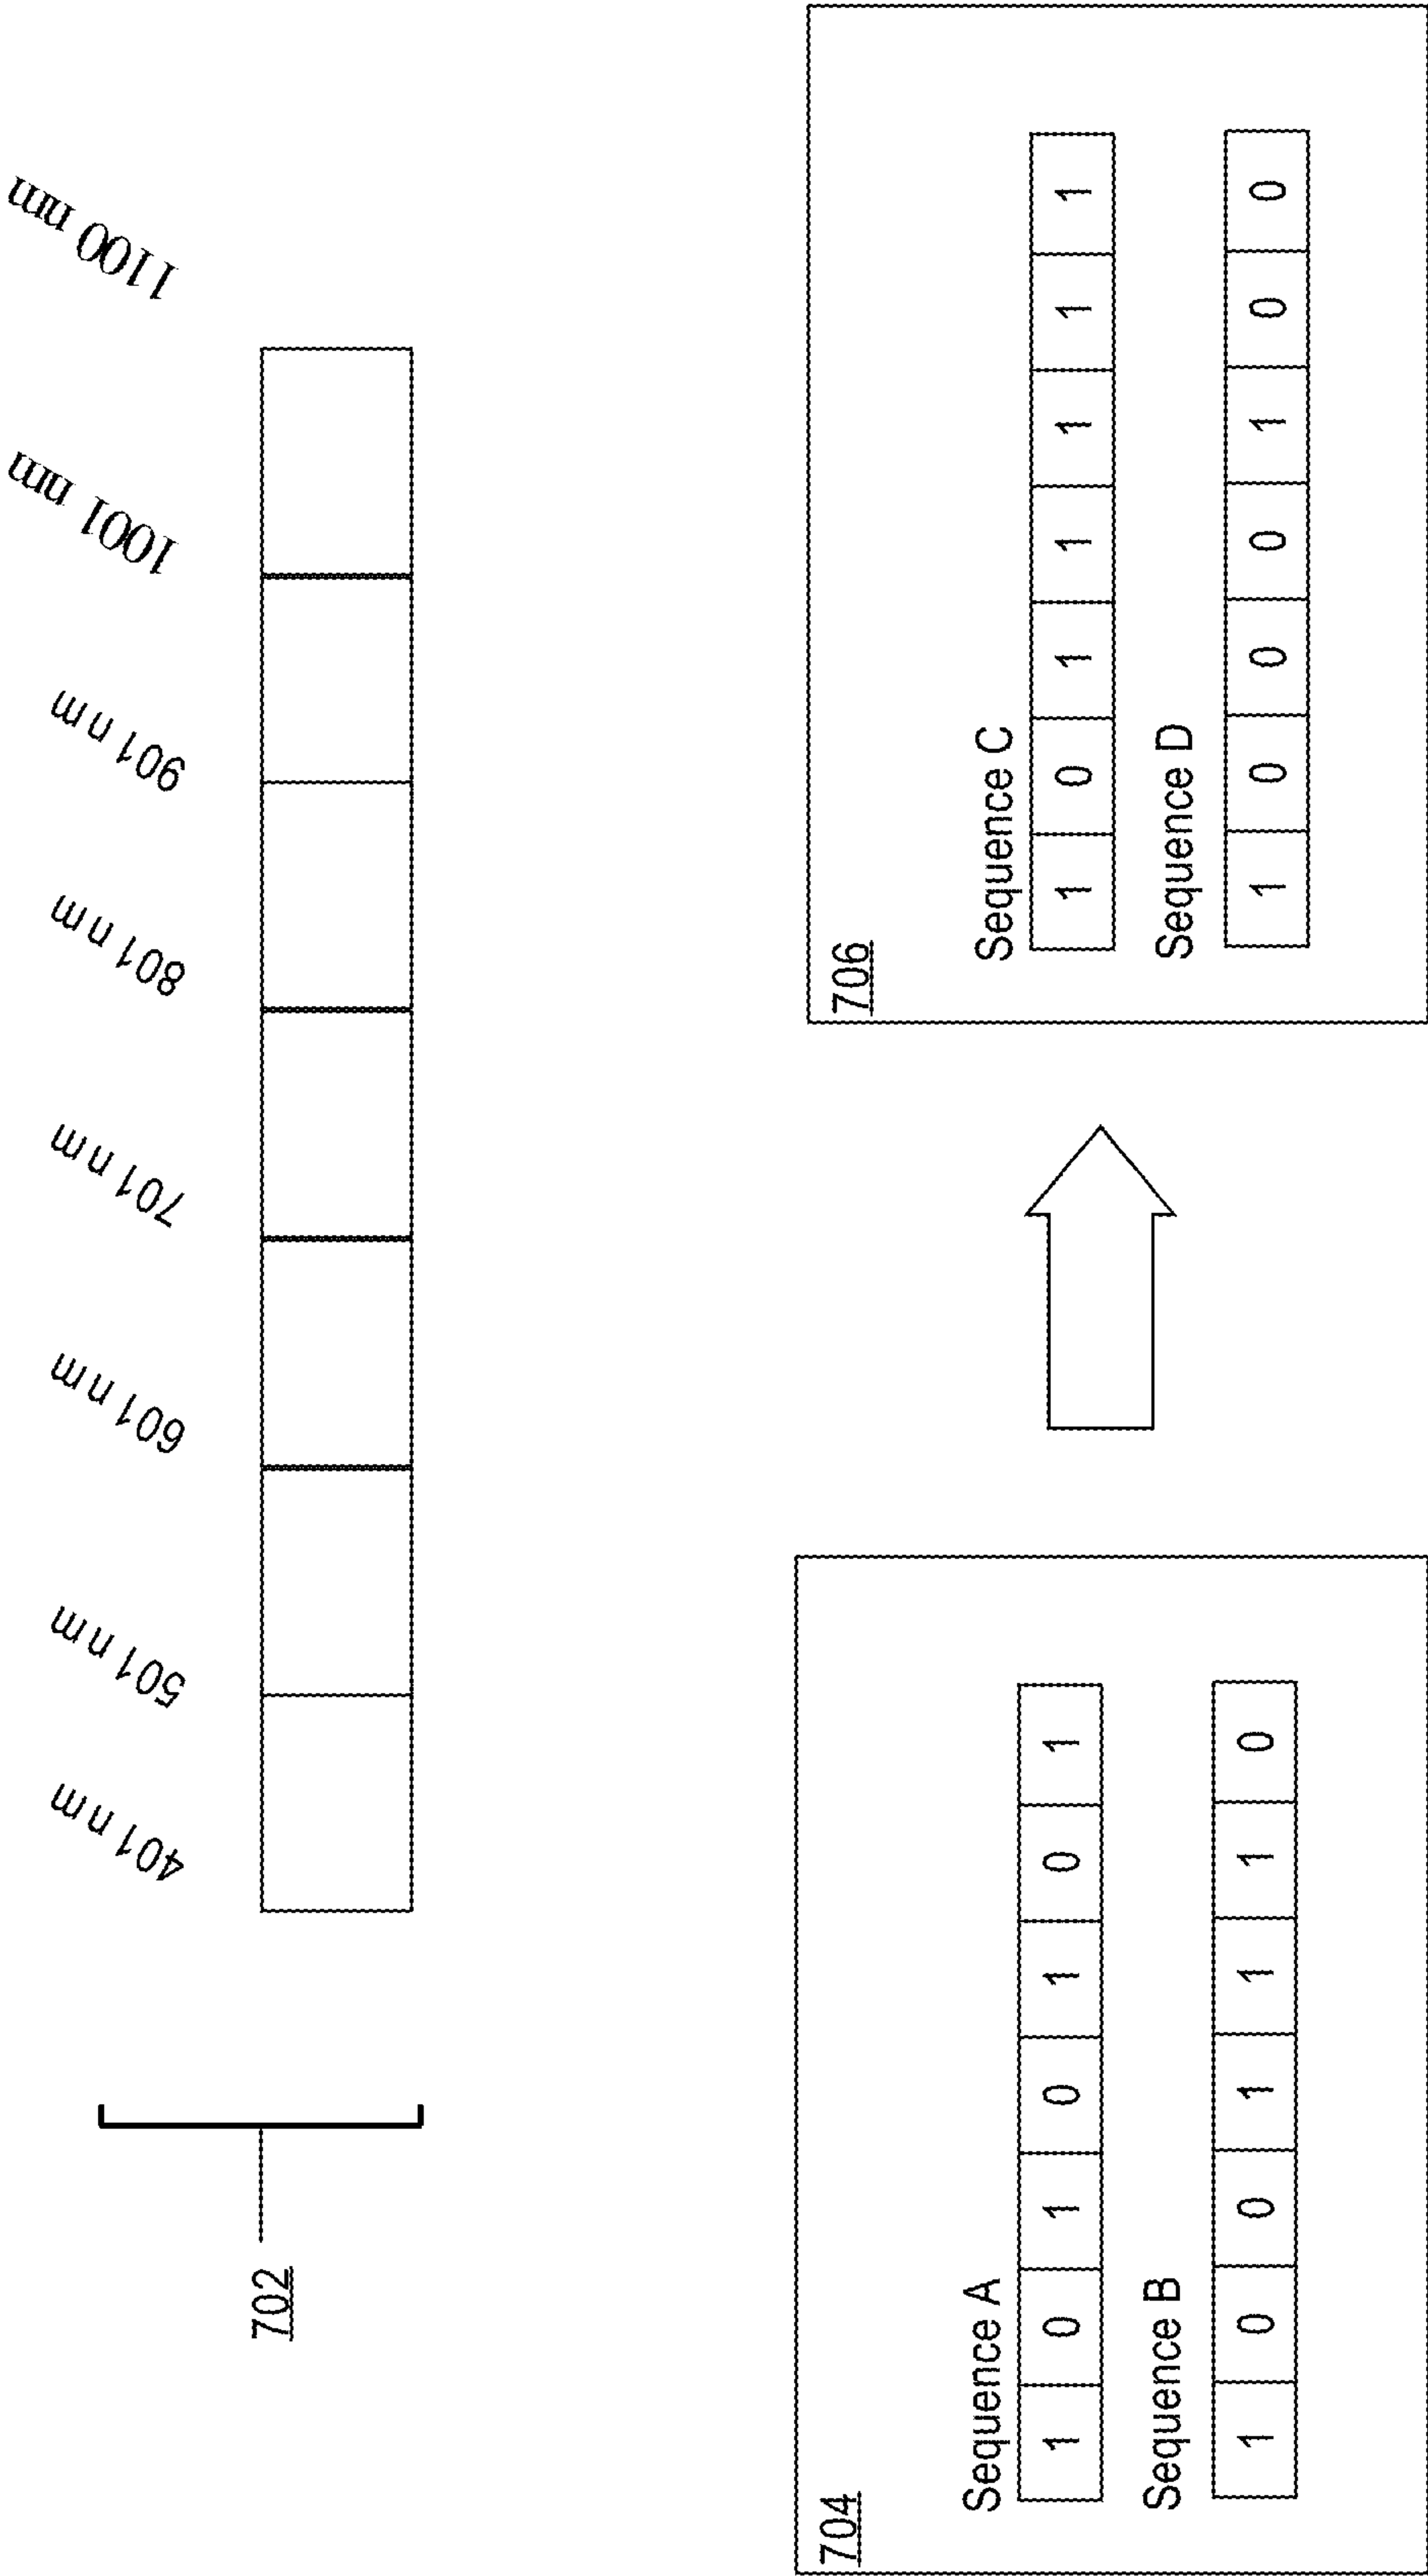 702
401 nm
501 nm
601 nm
701 nm
801 nm
901 nm
1001 nm
1100 nm
704
Sequence A
1 0 1 0 1 0 1
Sequence B
1 0 0 1 1 1 0
706
Sequence C
1 0 1 1 1 1 1
Sequence D
1 0 0 0 1 0 0